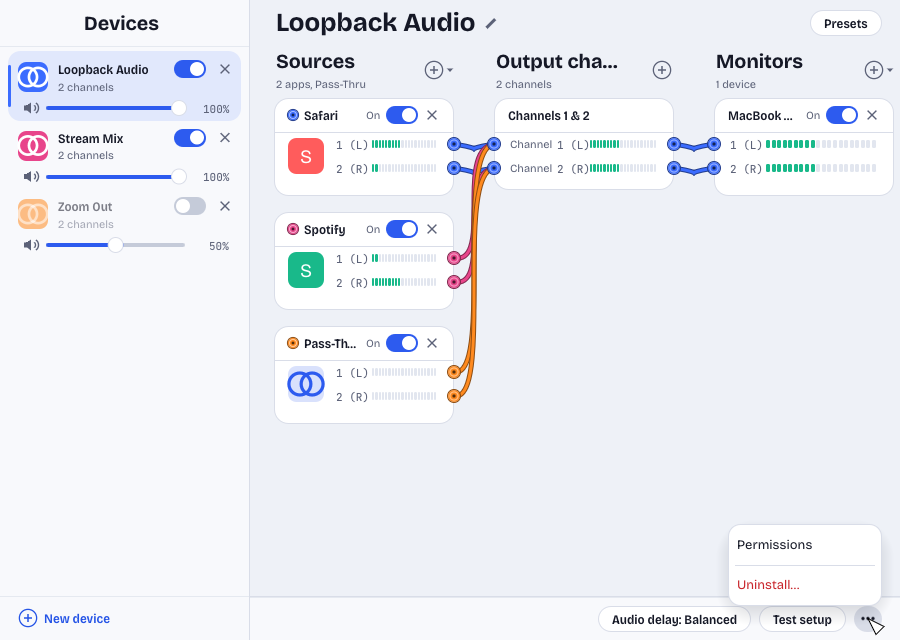 Devices
Loopback Audio
2 channels
100%
Stream Mix
2 channels
100%
Zoom Out
2 channels
50%
New device
Loopback Audio
Presets
Sources
2 apps, Pass-Thru
Output cha...
2 channels
Monitors
1 device
Safari
On
S
1 (L)
2 (R)
Spotify
On
S
1 (L)
2 (R)
Pass-Th...
On
1 (L)
2 (R)
Channels 1 & 2
Channel 1 (L)
Channel 2 (R)
MacBook ...
On
1 (L)
2 (R)
Permissions
Uninstall...
Audio delay: Balanced
Test setup